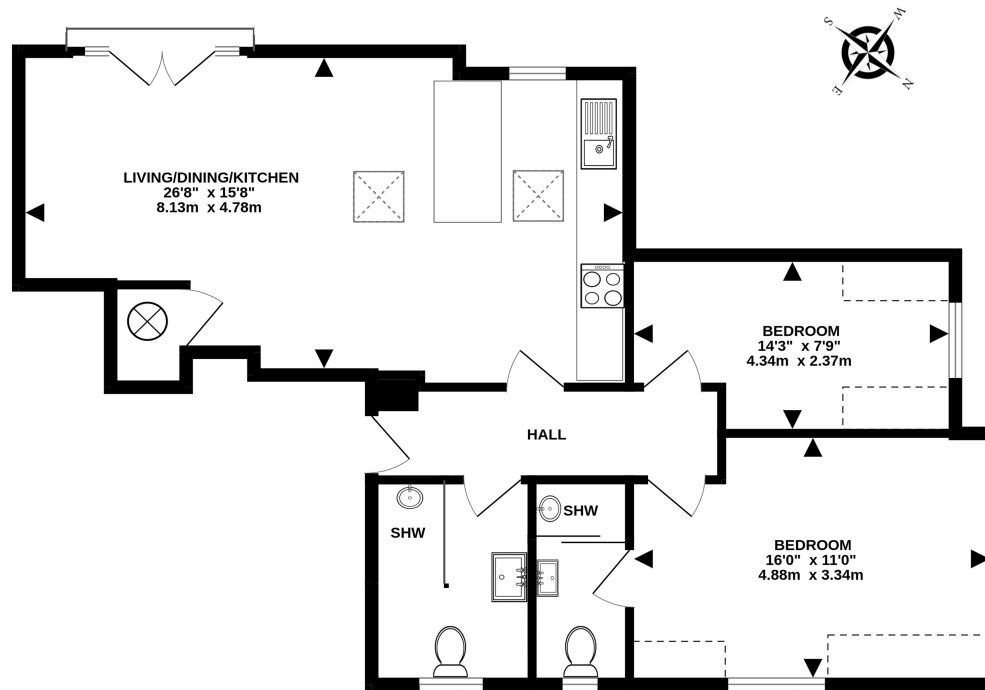 S
W
E
N
LIVING/DINING/KITCHEN
26'8" x 15'8"
8.13m x 4.78m
BEDROOM
14'3" x 7'9"
4.34m x 2.37m
HALL
SHW
SHW
BEDROOM
16'0" x 11'0"
4.88m x 3.34m